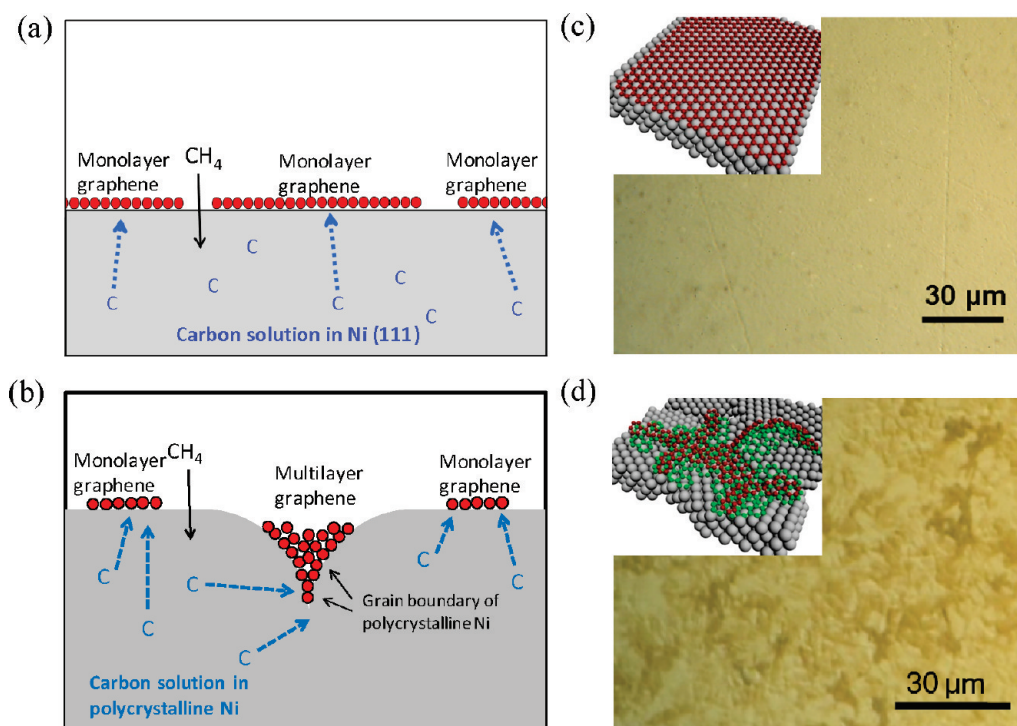 (a)
Monolayer
graphene
CH₄
Monolayer
graphene
Monolayer
graphene
C
C
C
C
C
C
C
Carbon solution in Ni (111)
(b)
Monolayer
graphene
CH₄
Multilayer
graphene
Monolayer
graphene
C
C
C
C
C
Grain boundary of
polycrystalline Ni
Carbon solution in
polycrystalline Ni
(c)
30 µm
(d)
30 µm